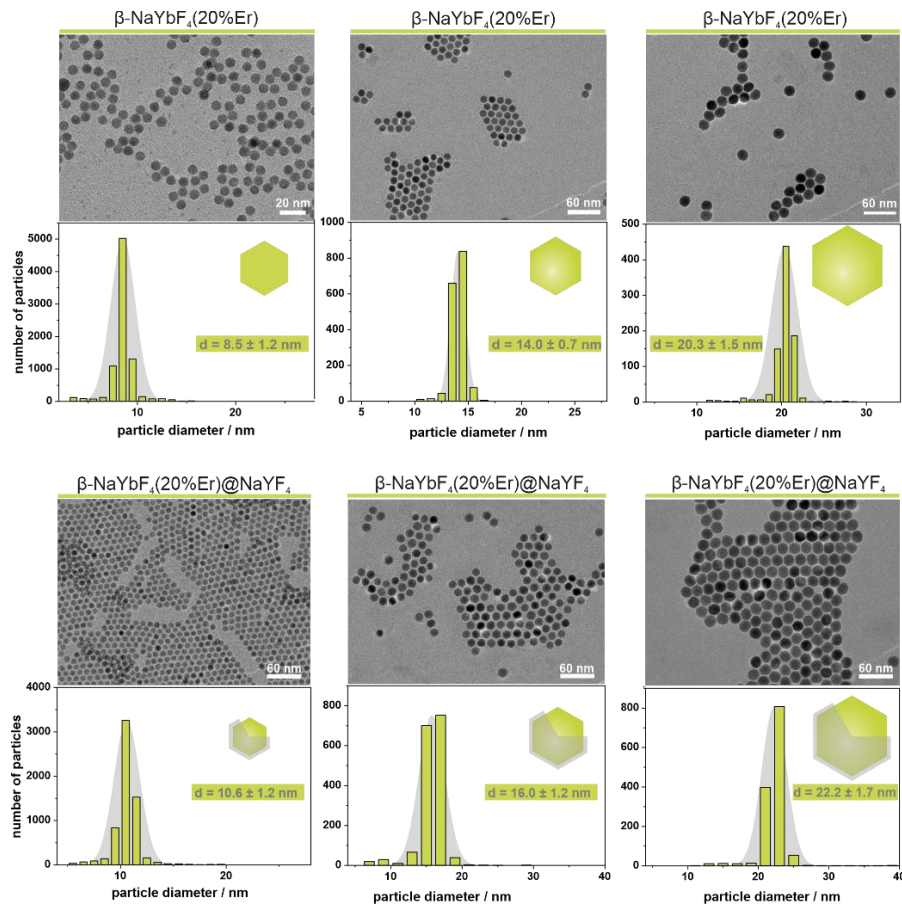 β-NaYbF₄(20%Er)
β-NaYbF₄(20%Er)
β-NaYbF₄(20%Er)
20 nm
60 nm
60 nm
number of particles
5000
4000
3000
2000
1000
0
10
20
d = 8.5 ± 1.2 nm
particle diameter / nm
1000
800
600
400
200
0
5
10
15
20
25
d = 14.0 ± 0.7 nm
particle diameter / nm
500
400
300
200
100
0
10
20
30
d = 20.3 ± 1.5 nm
particle diameter / nm
β-NaYbF₄(20%Er)@NaYF₄
β-NaYbF₄(20%Er)@NaYF₄
β-NaYbF₄(20%Er)@NaYF₄
60 nm
60 nm
60 nm
number of particles
4000
3000
2000
1000
0
10
20
d = 10.6 ± 1.2 nm
particle diameter / nm
800
600
400
200
0
10
20
30
40
d = 16.0 ± 1.2 nm
particle diameter / nm
800
600
400
200
0
10
20
30
40
d = 22.2 ± 1.7 nm
particle diameter / nm